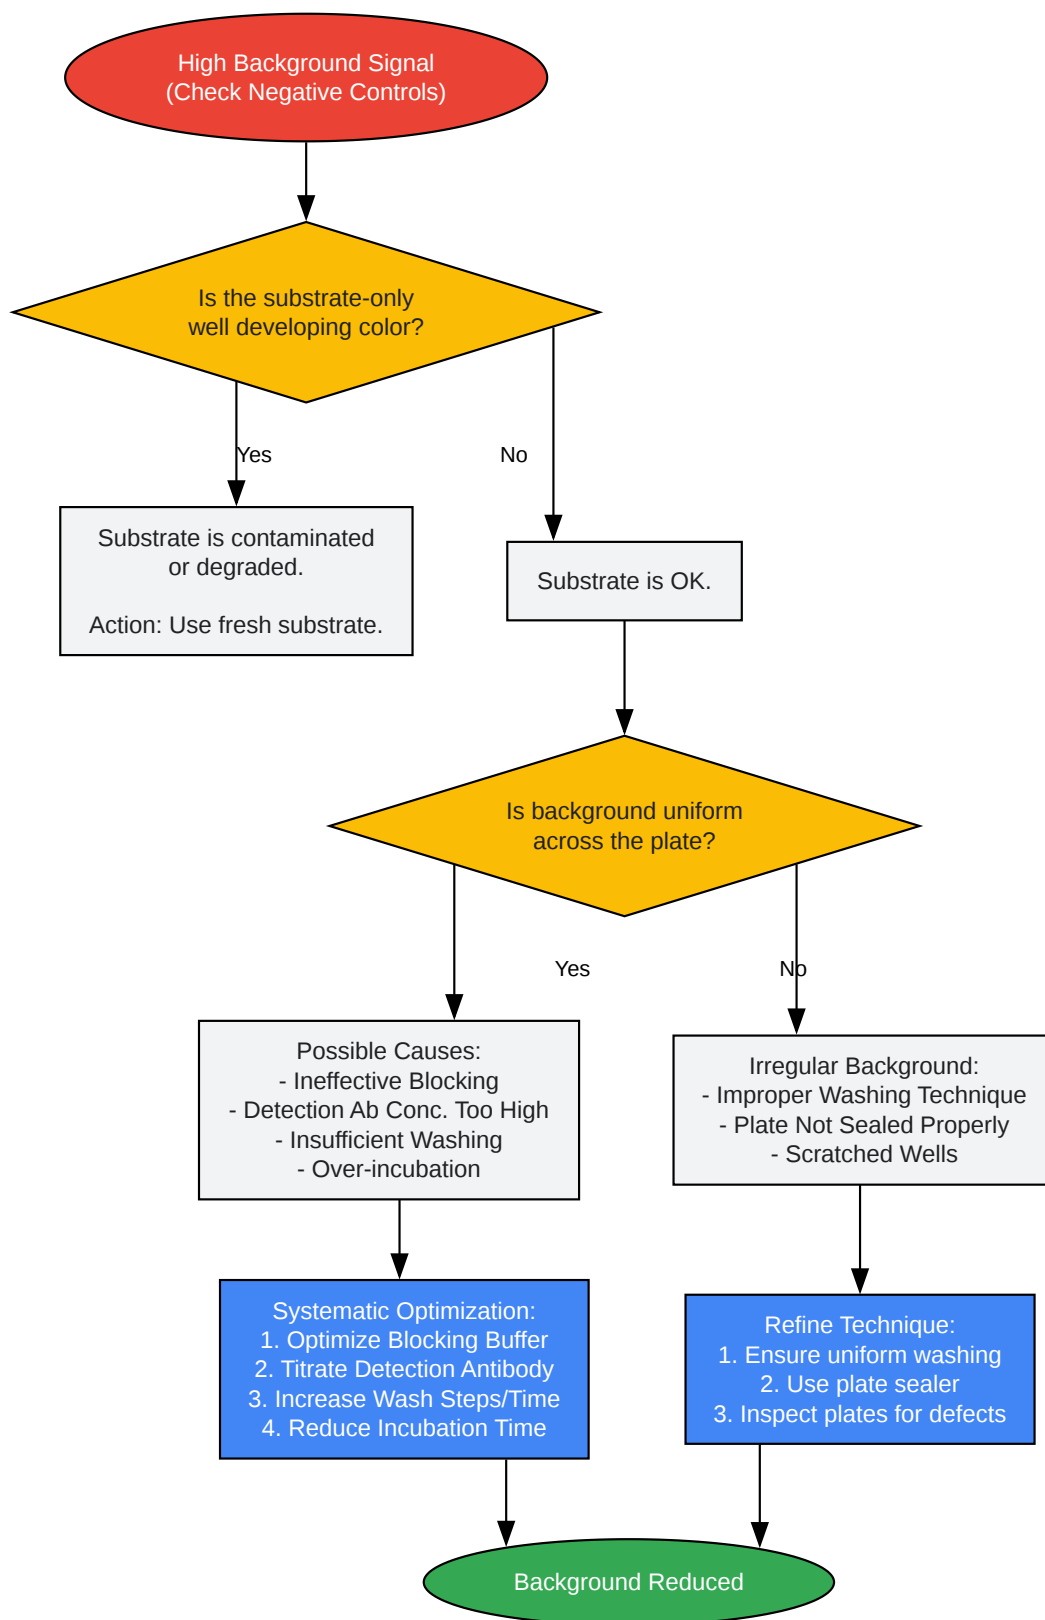 High Background Signal
(Check Negative Controls)
Is the substrate-only
well developing color?
Yes
No
Substrate is contaminated
or degraded.
Action: Use fresh substrate.
Substrate is OK.
Is background uniform
across the plate?
Yes
No
Possible Causes:
- Ineffective Blocking
- Detection Ab Conc. Too High
- Insufficient Washing
- Over-incubation
Irregular Background:
- Improper Washing Technique
- Plate Not Sealed Properly
- Scratched Wells
Systematic Optimization:
1. Optimize Blocking Buffer
2. Titrate Detection Antibody
3. Increase Wash Steps/Time
4. Reduce Incubation Time
Refine Technique:
1. Ensure uniform washing
2. Use plate sealer
3. Inspect plates for defects
Background Reduced